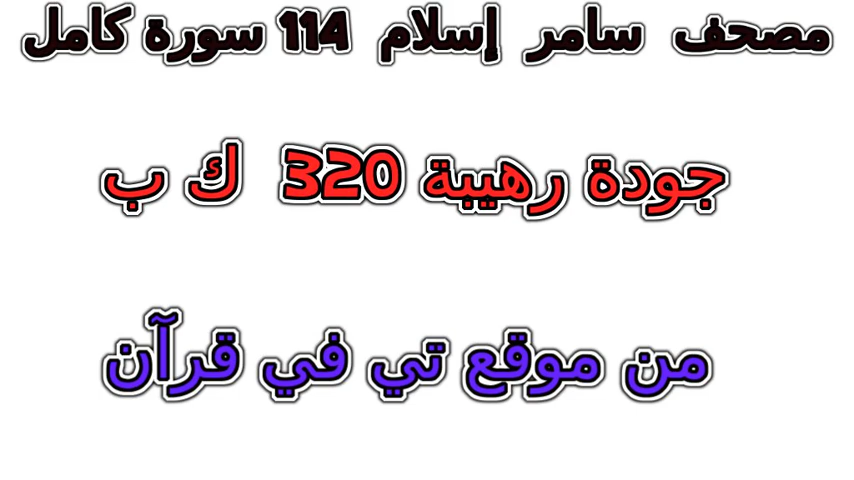 مصحف سامر إسلام 114 سورة كامل
جودة رهيبة 320 ك ب
من موقع تي في قرآن